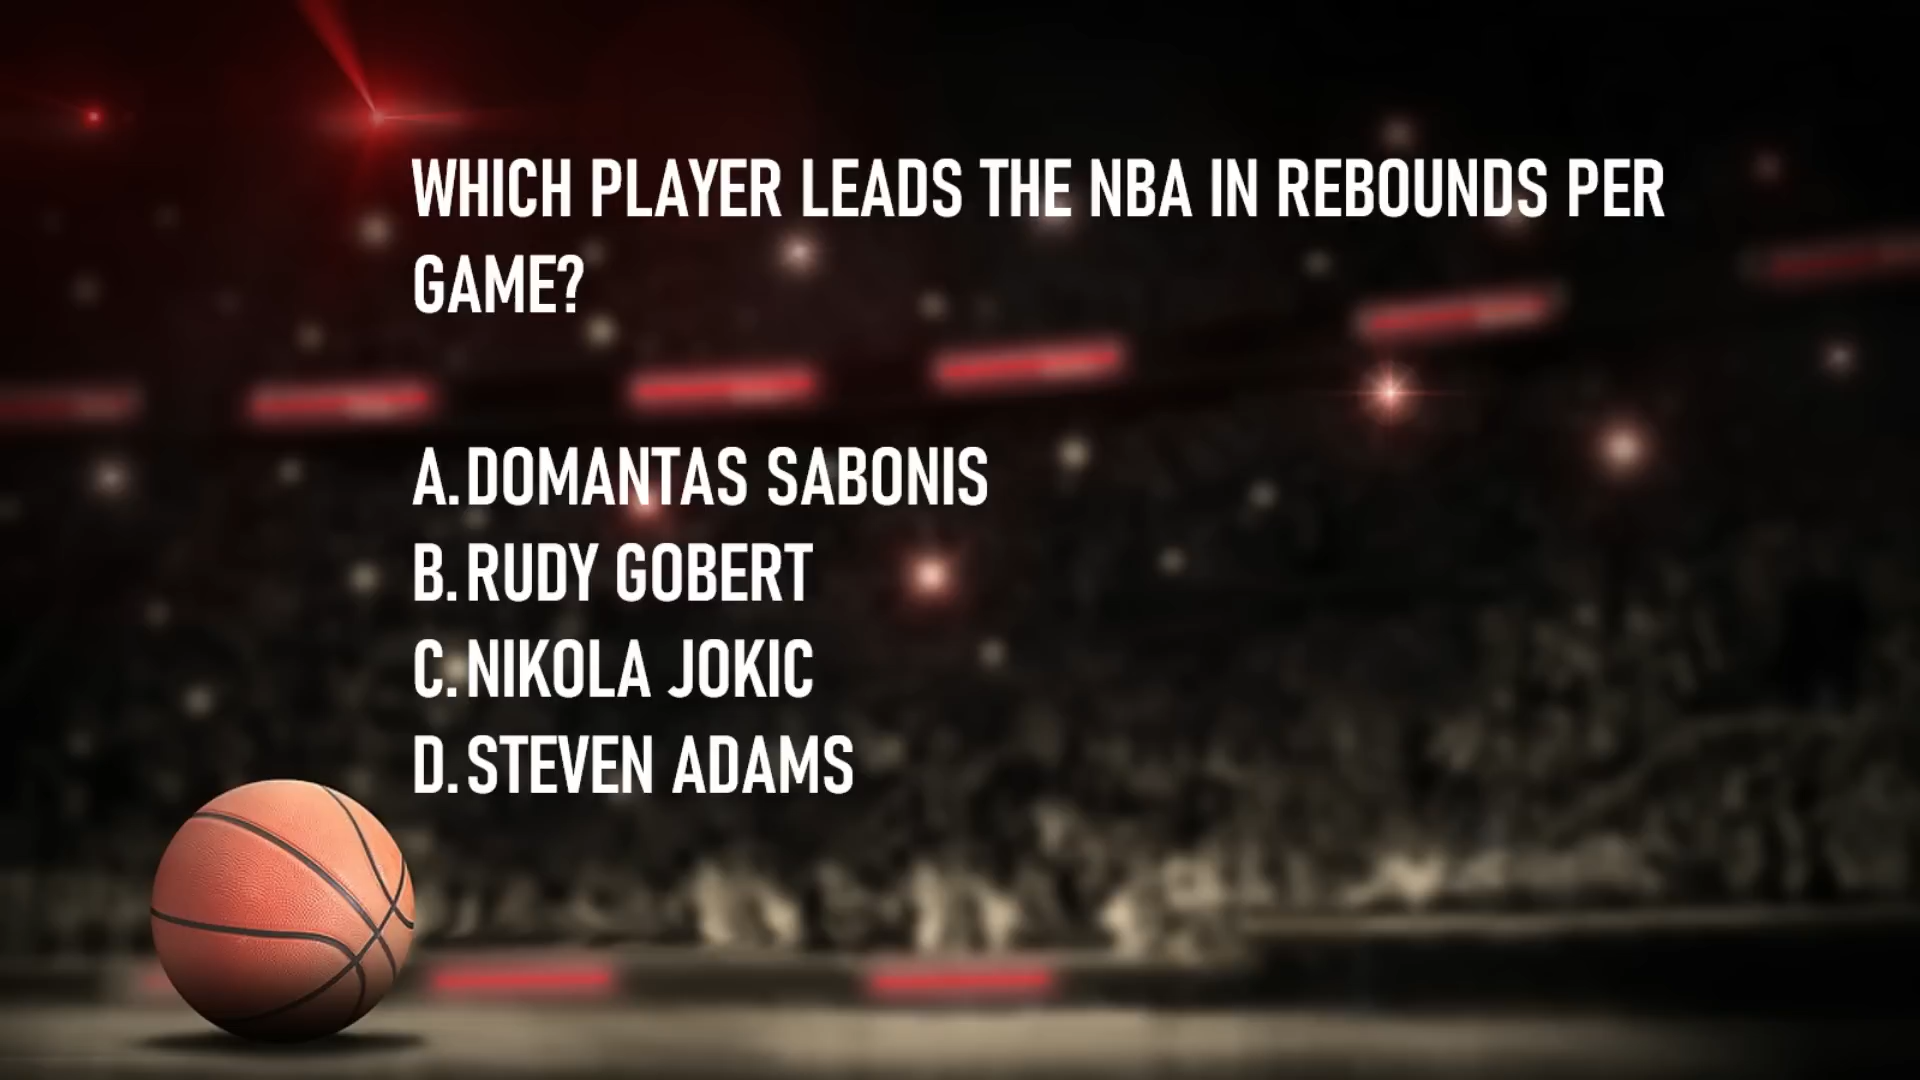 WHICH PLAYER LEADS THE NBA IN REBOUNDS PER
GAME?
A. DOMANTAS SABONIS
B. RUDY GOBERT
C. NIKOLA JOKIC
D. STEVEN ADAMS